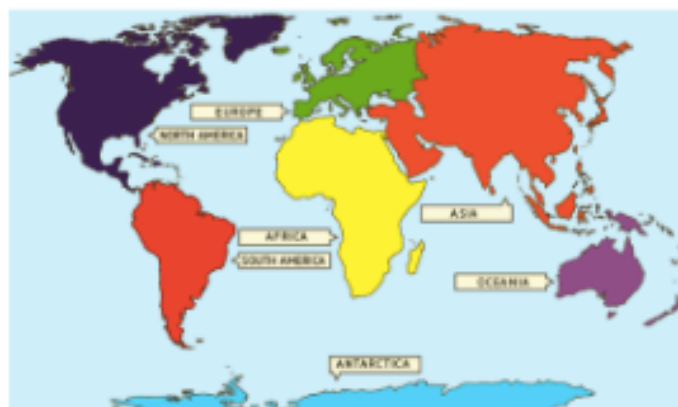 EUROPE
NORTH AMERICA
ASIA
AFRICA
SOUTH AMERICA
OCEANIA
ANTARCTICA